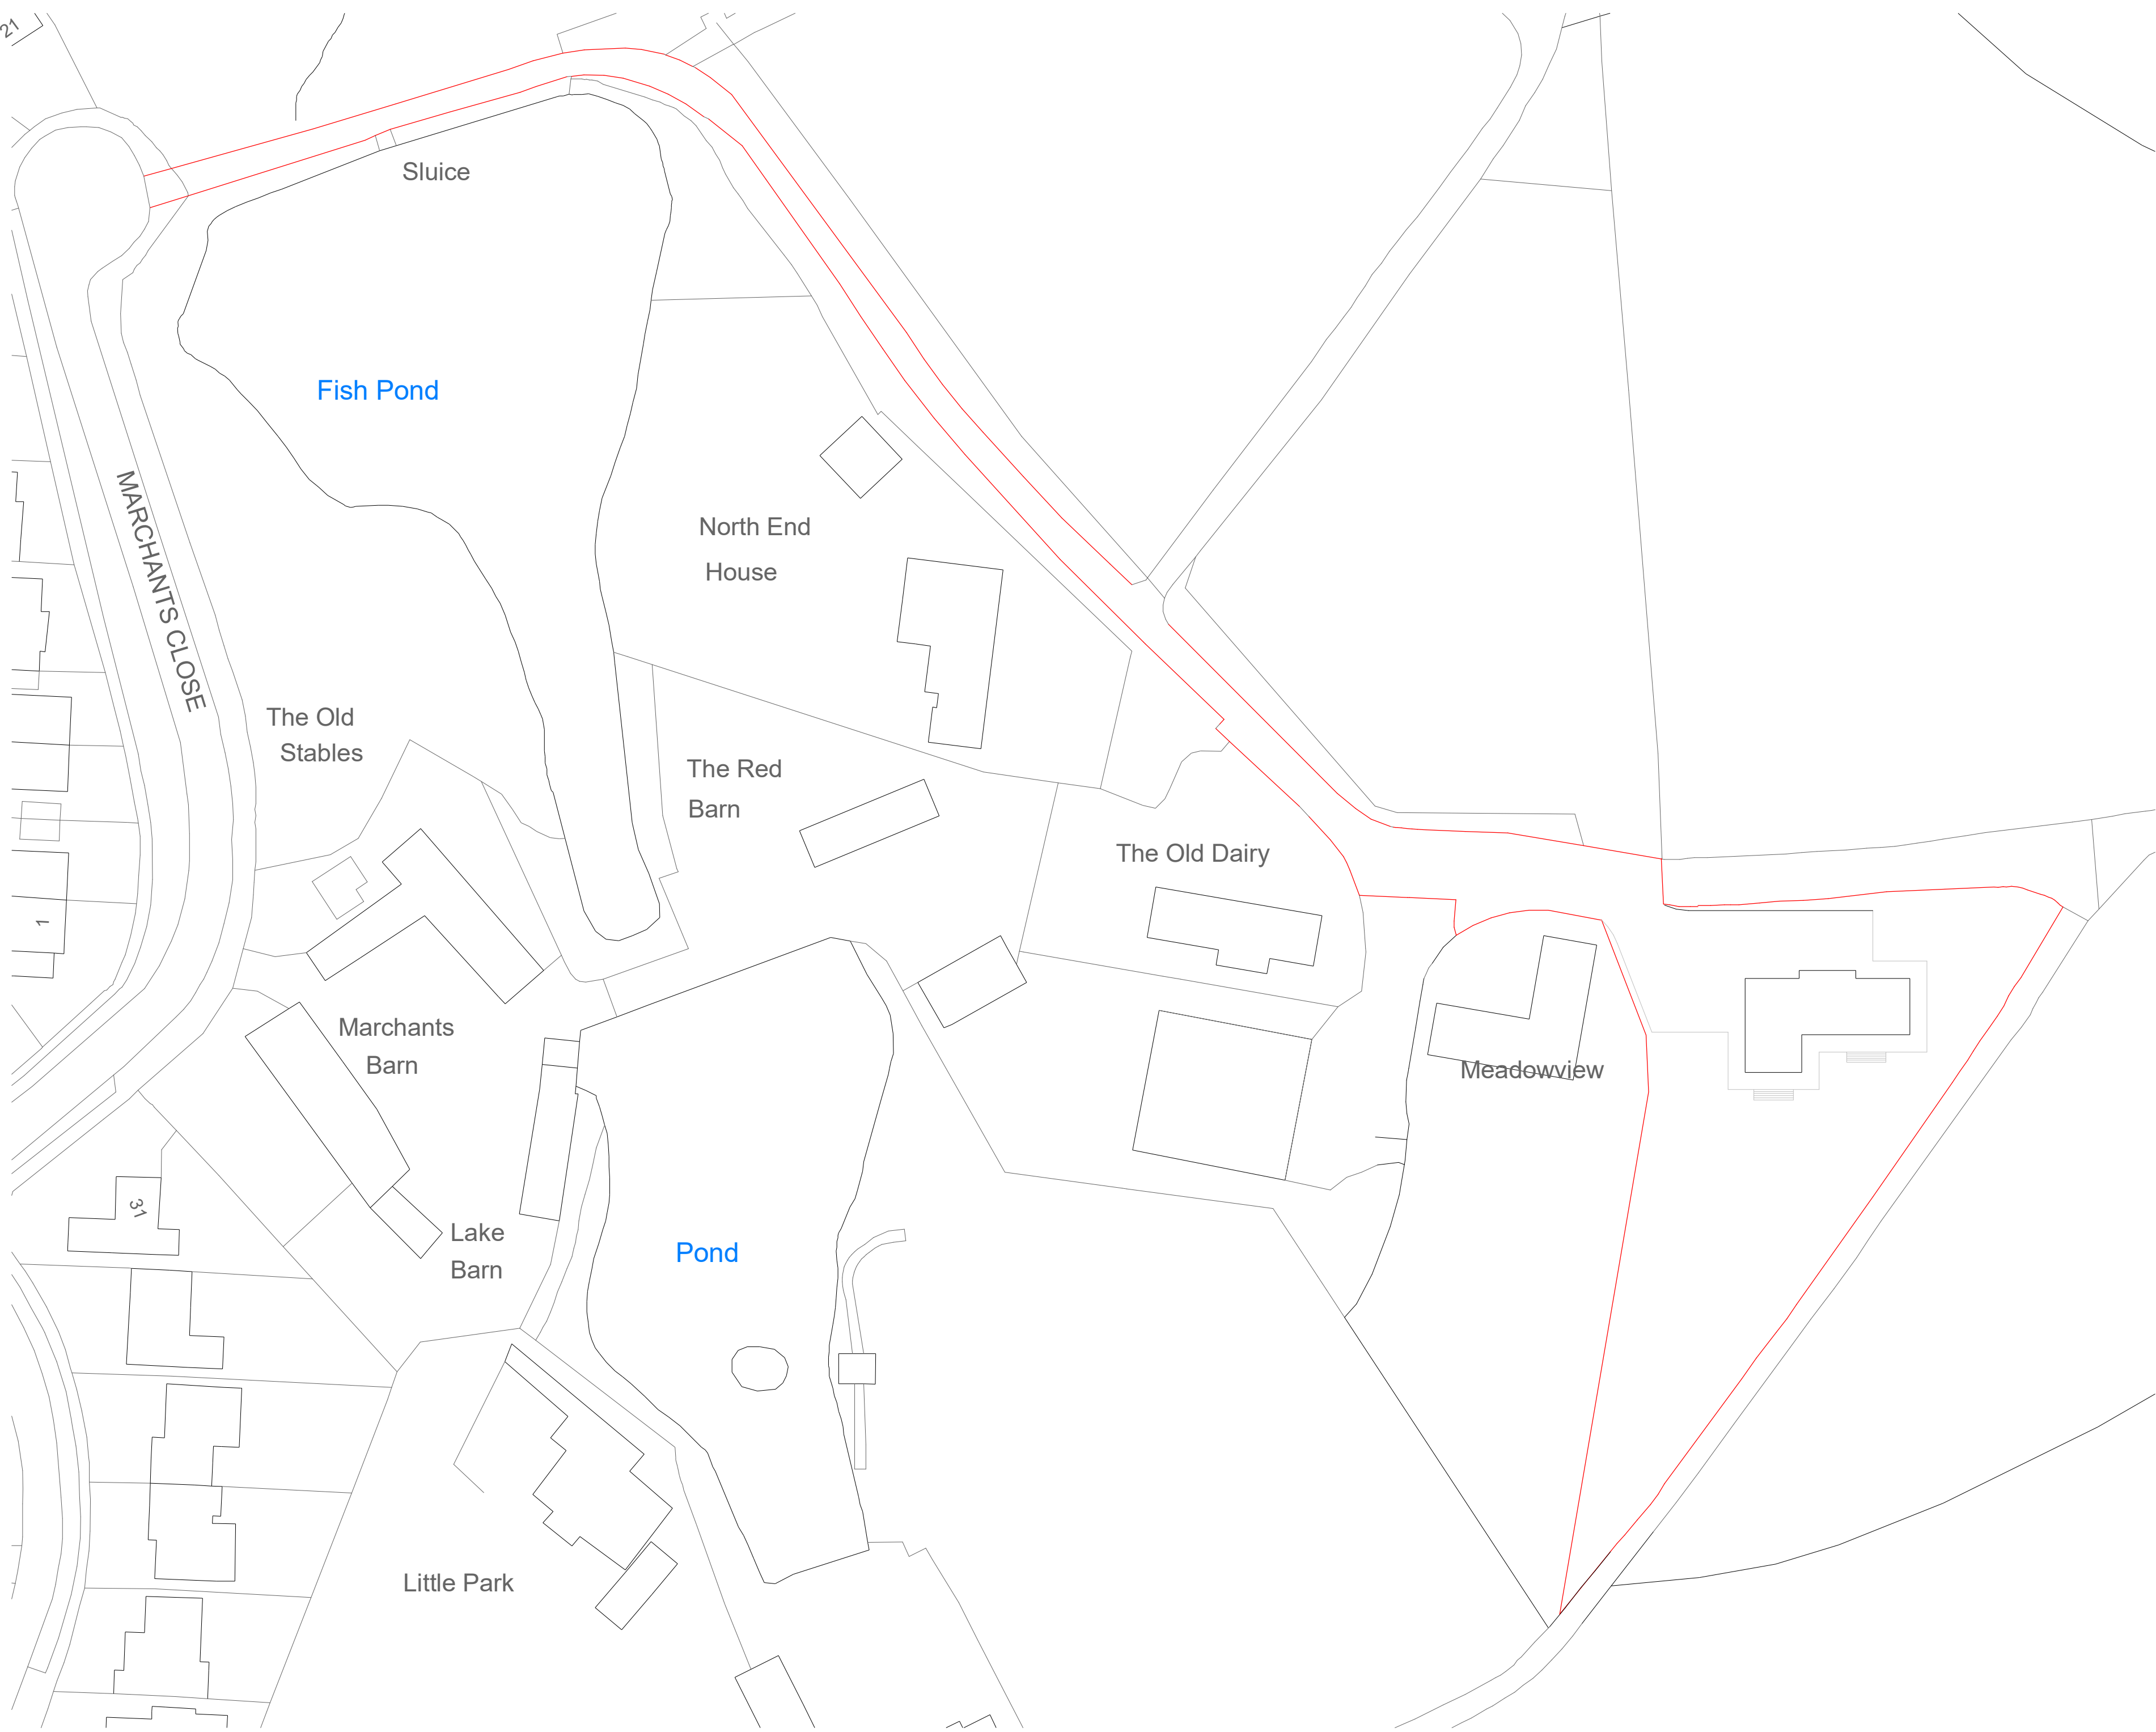 21
Sluice
Fish Pond
MARCHANTS CLOSE
North End
House
The Old
Stables
The Red
Barn
The Old Dairy
1
Marchants
Barn
Meadowview
31
Lake
Barn
Pond
Little Park